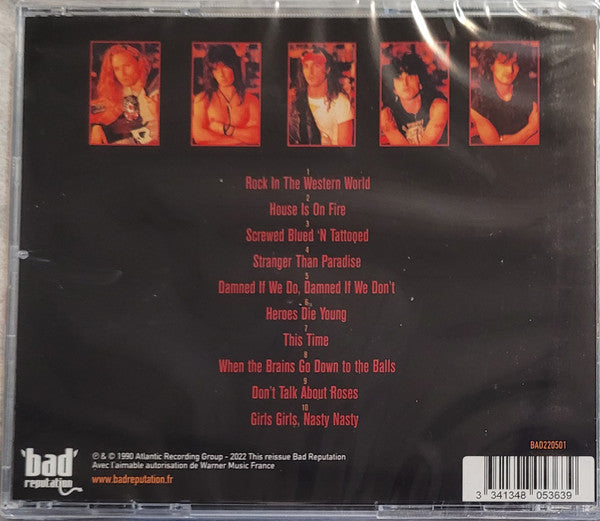 1
Rock In The Western World
2
House Is On Fire
3
Screwed Blued 'N Tattooed
4
Stranger Than Paradise
5
Damned If We Do, Damned If We Don't
6
Heroes Die Young
7
This Time
8
When the Brains Go Down to the Balls
9
Don't Talk About Roses
10
Girls Girls, Nasty Nasty
BAD220501
'bad'
reputation
℗ & © 1990 Atlantic Recording Group - 2022 This reissue Bad Reputation
Avec l'aimable autorisation de Warner Music France
www.badreputation.fr
3 341348 053639